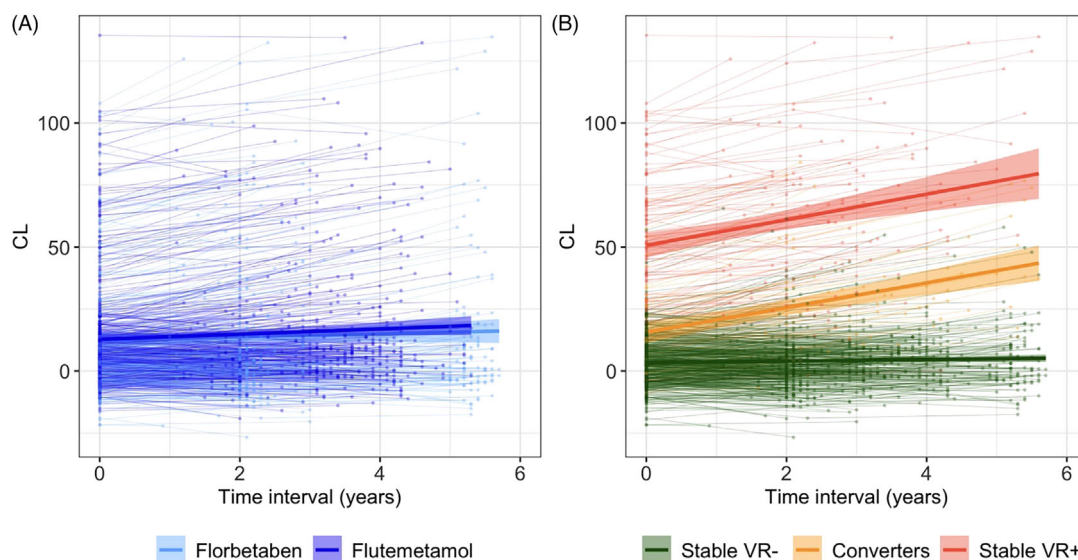 (A)
CL
100
50
0
0 2 4 6
Time interval (years)
Florbetaben Flutemetamol
(B)
CL
100
50
0
0 2 4 6
Time interval (years)
Stable VR- Converters Stable VR+